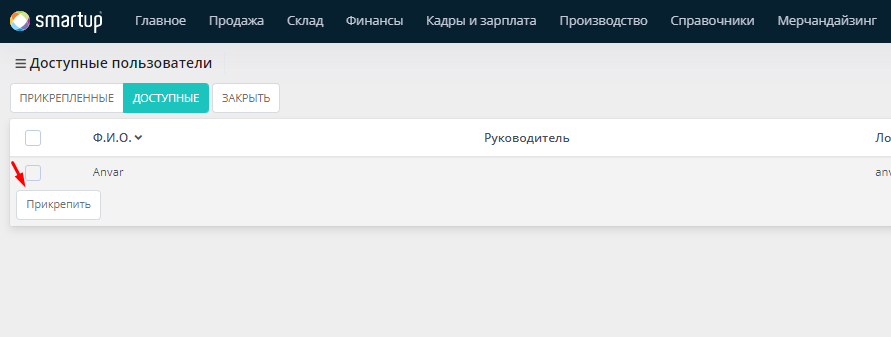 smartup Главное Продажа Склад Финансы Кадры и зарплата Производство Справочники Мерчандайзинг
Доступные пользователи
ПРИКРЕПЛЕННЫЕ ДОСТУПНЫЕ ЗАКРЫТЬ
Ф.И.О. Руководитель Ло
Anvar anv
Прикрепить